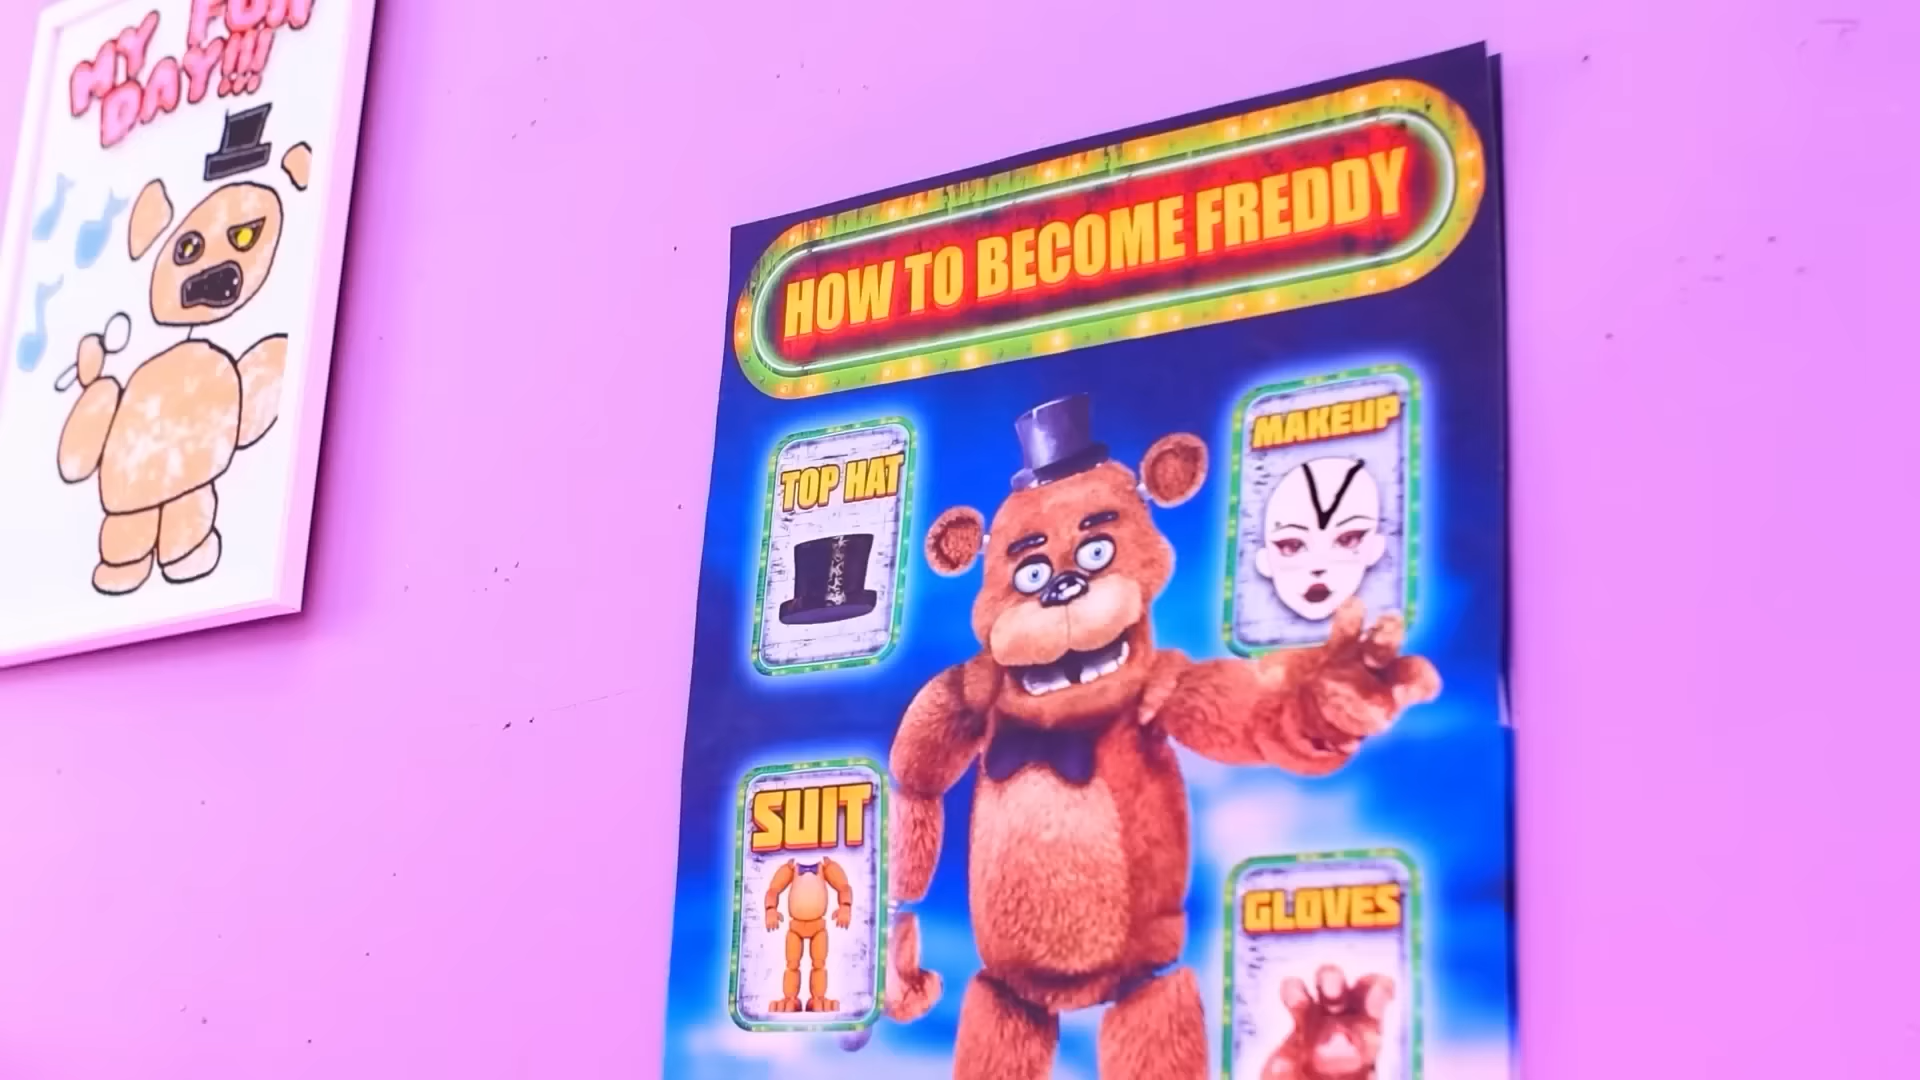 MY FUN
DAY!!!
HOW TO BECOME FREDDY
TOP HAT
MAKEUP
SUIT
GLOVES